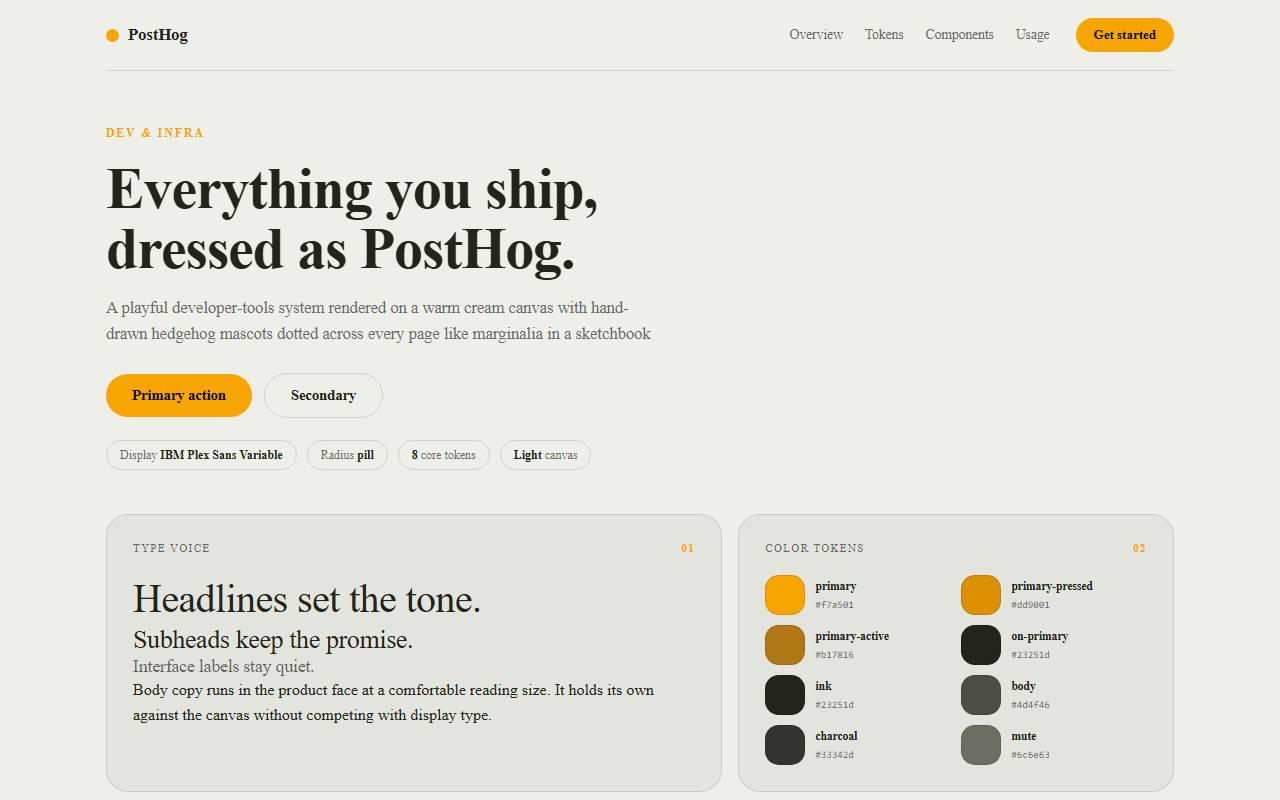 PostHog
Overview Tokens Components Usage Get started
DEV & INFRA
Everything you ship,
dressed as PostHog.
A playful developer-tools system rendered on a warm cream canvas with hand-
drawn hedgehog mascots dotted across every page like marginalia in a sketchbook
Primary action Secondary
Display IBM Plex Sans Variable Radius pill 8 core tokens Light canvas
TYPE VOICE 01
Headlines set the tone.
Subheads keep the promise.
Interface labels stay quiet.
Body copy runs in the product face at a comfortable reading size. It holds its own
against the canvas without competing with display type.
COLOR TOKENS 02
primary
#f7a501
primary-pressed
#dd9001
primary-active
#b17816
on-primary
#23251d
ink
#23251d
body
#4d4f46
charcoal
#33342d
mute
#6c6e63